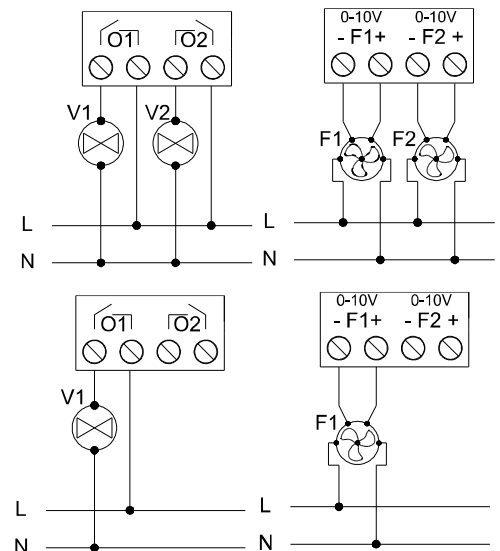 O1 O2
V1 V2
L
N
0-10V 0-10V
- F1+ - F2 +
F1 F2
L
N
O1 O2
V1
L
N
0-10V 0-10V
- F1+ - F2 +
F1
L
N